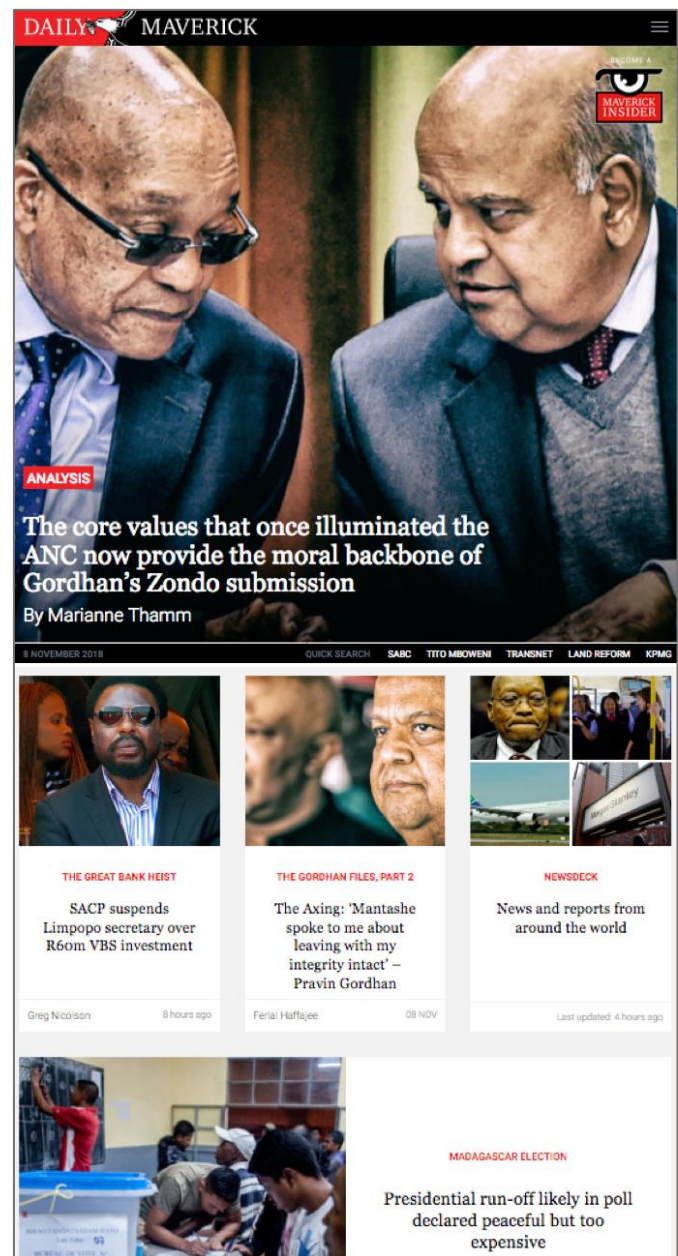 DAILY MAVERICK
BECOME A
MAVERICK
INSIDER
ANALYSIS
The core values that once illuminated the
ANC now provide the moral backbone of
Gordhan's Zondo submission
By Marianne Thamm
8 NOVEMBER 2018 QUICK SEARCH SABC TITO MBOWENI TRANSNET LAND REFORM KPMG
THE GREAT BANK HEIST
SACP suspends
Limpopo secretary over
R60m VBS investment
Greg Nicolson 8 hours ago
THE GORDHAN FILES, PART 2
The Axing: 'Mantashe
spoke to me about
leaving with my
integrity intact' –
Pravin Gordhan
Ferial Haffajee 08 NOV
Morgan Stanley
NEWSDECK
News and reports from
around the world
Last updated: 4 hours ago
MADAGASCAR ELECTION
Presidential run-off likely in poll
declared peaceful but too
expensive